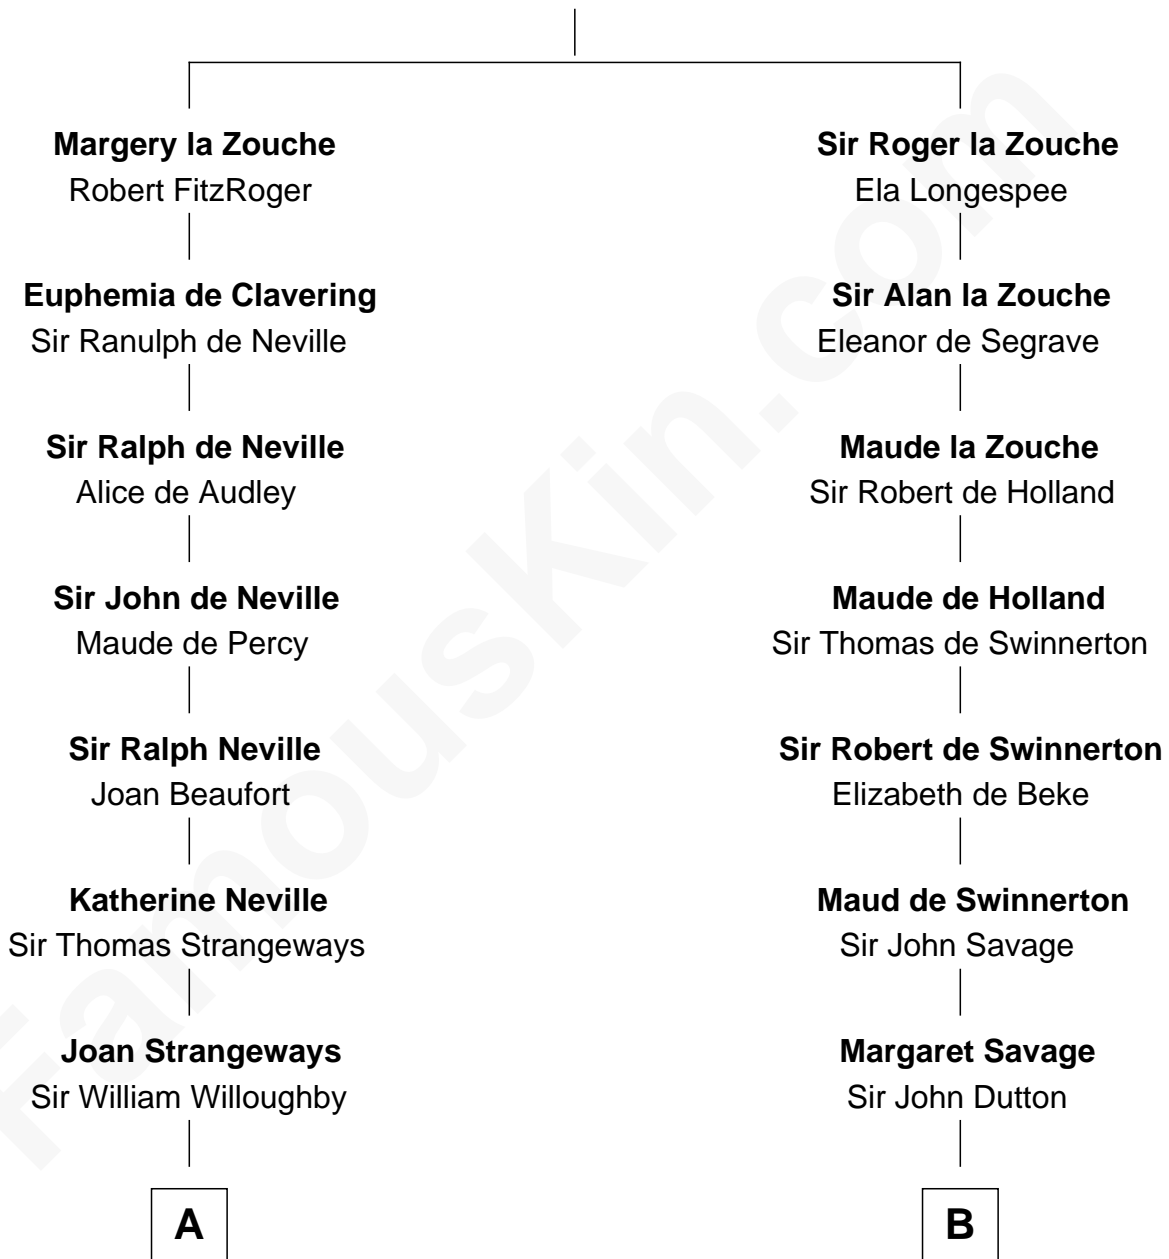 Margery la Zouche
Robert FitzRoger
Euphemia de Clavering
Sir Ranulph de Neville
Sir Ralph de Neville
Alice de Audley
Sir John de Neville
Maude de Percy
Sir Ralph Neville
Joan Beaufort
Katherine Neville
Sir Thomas Strangeways
Joan Strangeways
Sir William Willoughby
A
Sir Roger la Zouche
Ela Longespee
Sir Alan la Zouche
Eleanor de Segrave
Maude la Zouche
Sir Robert de Holland
Maude de Holland
Sir Thomas de Swinnerton
Sir Robert de Swinnerton
Elizabeth de Beke
Maud de Swinnerton
Sir John Savage
Margaret Savage
Sir John Dutton
B
FamousKin.com